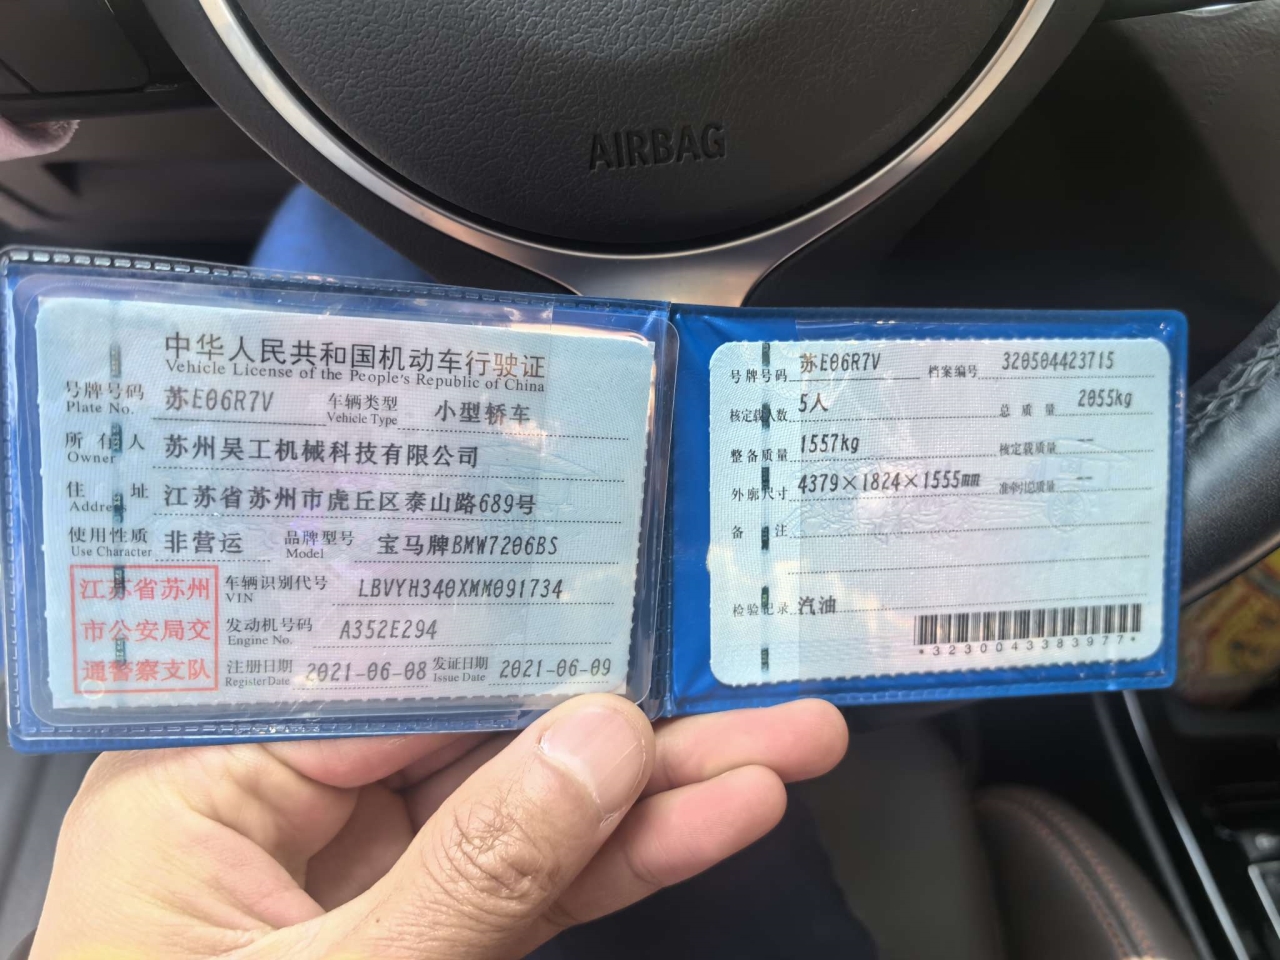 AIRBAG
中华人民共和国机动车行驶证
Vehicle License of the People's Republic of China
号牌号码 苏E06R7V 车辆类型 小型轿车
Plate No. Vehicle Type
所有人 苏州吴工机械科技有限公司
Owner
住址 江苏省苏州市虎丘区泰山路689号
Address
使用性质 非营运 品牌型号 宝马牌BMW7206BS
Use Character Model
江苏省苏州
市公安局交
通警察支队
车辆识别代号 LBVYH340XMM091734
VIN
发动机号码 A352E294
Engine No.
注册日期 2021-06-08 发证日期 2021-06-09
Register Date Issue Date
号牌号码 苏E06R7V 档案编号 320504423715
核定载人数 5人 总质量 2055kg
整备质量 1557kg 核定载质量 --
外廓尺寸 4379×1824×1555mm 准牵引总质量 --
备注
检验记录 汽油
*3230043383977*